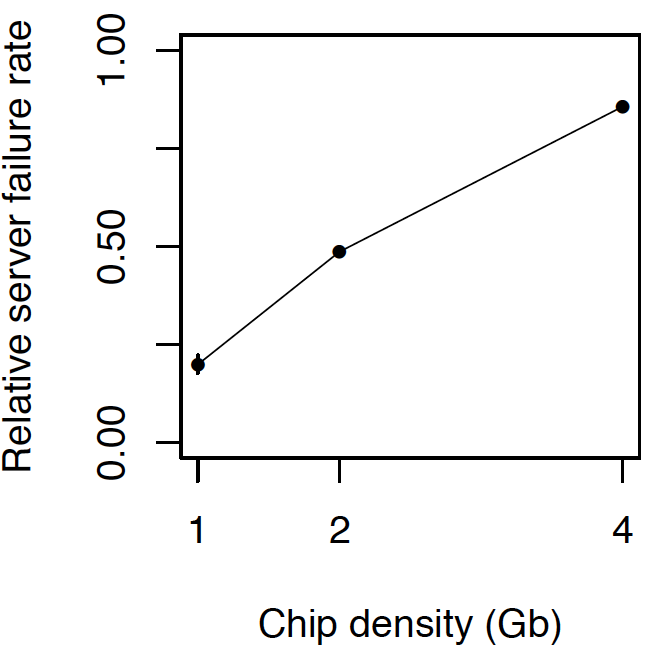 Relative server failure rate
1.00
0.50
0.00
1 2 4
Chip density (Gb)